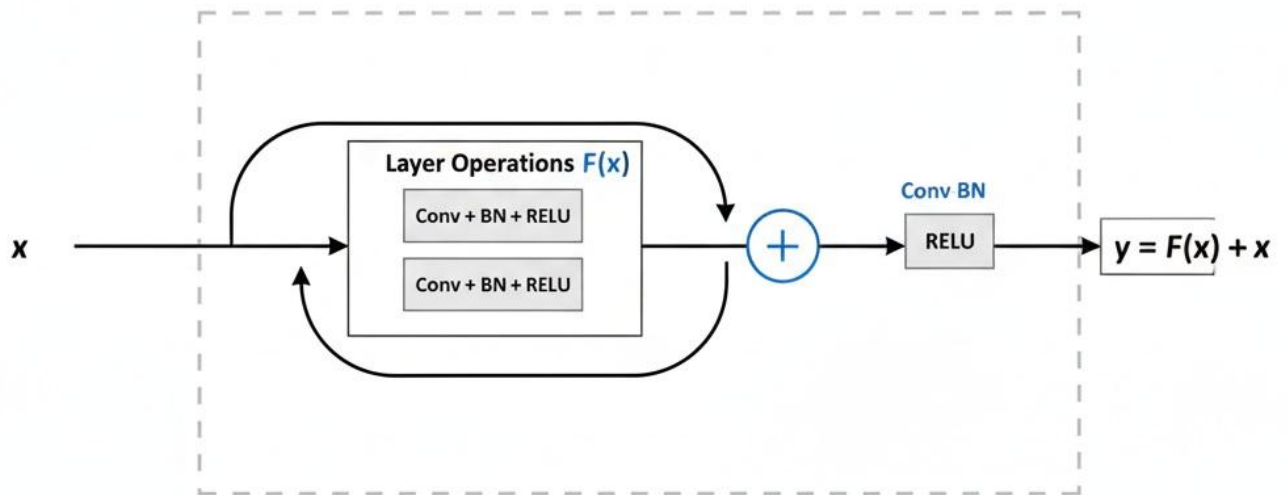 Layer Operations F(x)
Conv + BN + RELU
Conv + BN + RELU
x
+
Conv BN
RELU
y = F(x) + x